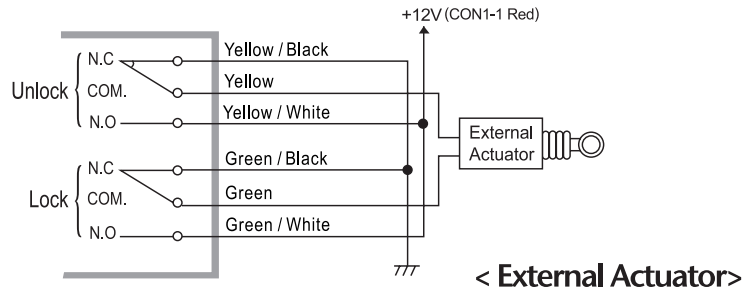 +12V (CON1-1 Red)
Unlock
N.C
COM.
N.O
Yellow / Black
Yellow
Yellow / White
Lock
N.C
COM.
N.O
Green / Black
Green
Green / White
External
Actuator
< External Actuator>